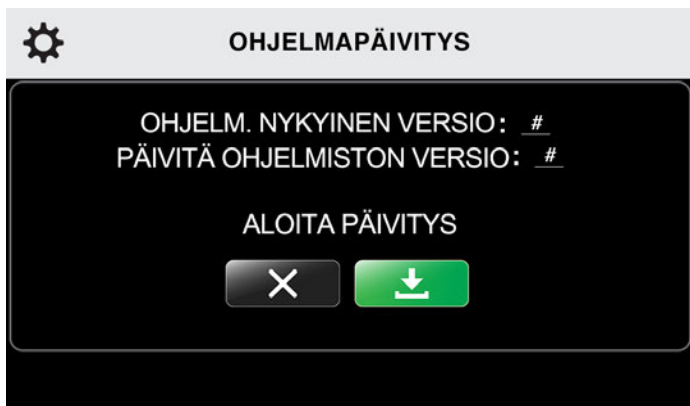 OHJELMAPÄIVITYS
OHJELM. NYKYINEN VERSIO: #
PÄIVITÄ OHJELMISTON VERSIO: #
ALOITA PÄIVITYS